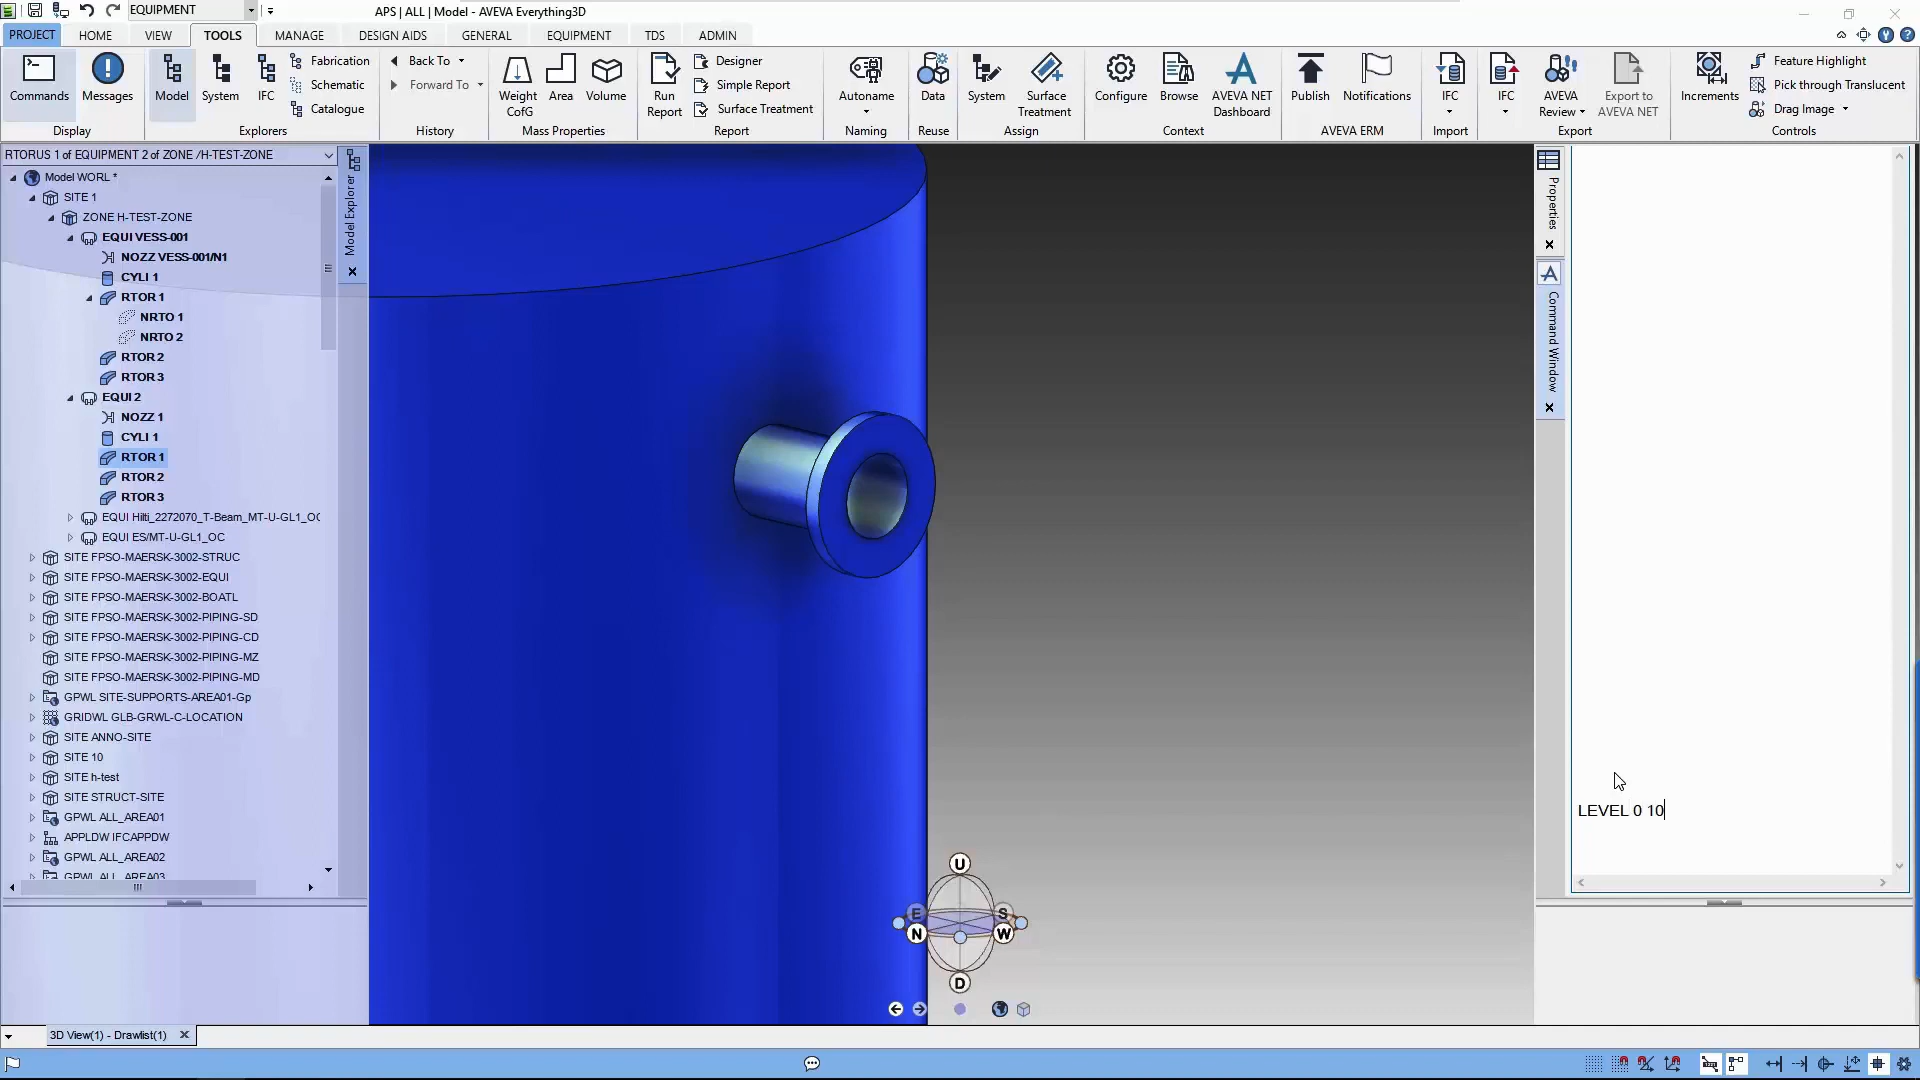 EQUIPMENT
APS | ALL | Model - AVEVA Everything3D
PROJECT HOME VIEW TOOLS MANAGE DESIGN AIDS GENERAL EQUIPMENT TDS ADMIN
Commands
Messages
Display
Model
System
IFC
Fabrication
Schematic
Catalogue
Explorers
Back To
Forward To
History
Weight
CofG
Area
Volume
Mass Properties
Run
Report
Designer
Simple Report
Surface Treatment
Report
Autoname
Naming
Data
Reuse
System
Surface
Treatment
Assign
Configure
Browse
AVEVA NET
Dashboard
Context
Publish
Notifications
AVEVA ERM
IFC
Import
IFC
AVEVA
Review
Export to
AVEVA NET
Export
Increments
Feature Highlight
Pick through Translucent
Drag Image
Controls
RTORUS 1 of EQUIPMENT 2 of ZONE /H-TEST-ZONE
Model WORL *
SITE 1
ZONE H-TEST-ZONE
EQUI VESS-001
NOZZ VESS-001/N1
CYLI 1
RTOR 1
NRTO 1
NRTO 2
RTOR 2
RTOR 3
EQUI 2
NOZZ 1
CYLI 1
RTOR 1
RTOR 2
RTOR 3
EQUI Hilti_2272070_T-Beam_MT-U-GL1_OC
EQUI ES/MT-U-GL1_OC
SITE FPSO-MAERSK-3002-STRUC
SITE FPSO-MAERSK-3002-EQUI
SITE FPSO-MAERSK-3002-BOATL
SITE FPSO-MAERSK-3002-PIPING-SD
SITE FPSO-MAERSK-3002-PIPING-CD
SITE FPSO-MAERSK-3002-PIPING-MZ
SITE FPSO-MAERSK-3002-PIPING-MD
GPWL SITE-SUPPORTS-AREA01-Gp
GRIDWL GLB-GRWL-C-LOCATION
SITE ANNO-SITE
SITE 10
SITE h-test
SITE STRUCT-SITE
GPWL ALL_AREA01
APPLDW IFCAPPDW
GPWL ALL_AREA02
GPWL ALL_AREA03
Model Explorer
Properties
Command Window
LEVEL 0 10
U
E
S
N
W
D
3D View(1) - Drawlist(1)